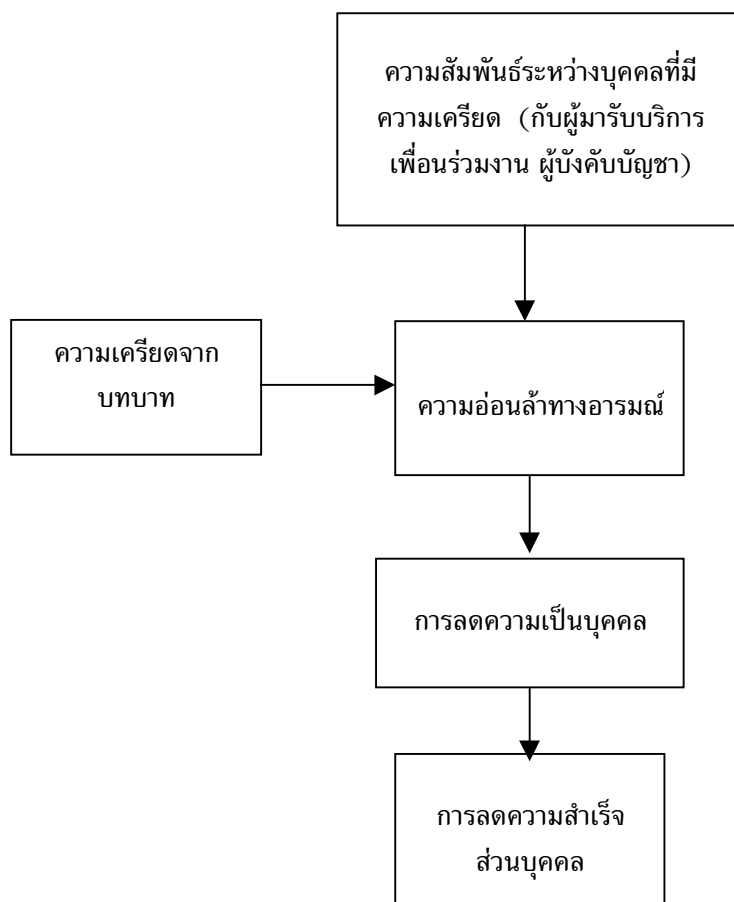 ความสัมพันธ์ระหว่างบุคคลที่มี
ความเครียด (กับผู้มารับบริการ
เพื่อนร่วมงาน ผู้บังคับบัญชา)
ความเครียดจาก
บทบาท
ความอ่อนล้าทางอารมณ์
การลดความเป็นบุคคล
การลดความสำเร็จ
ส่วนบุคคล